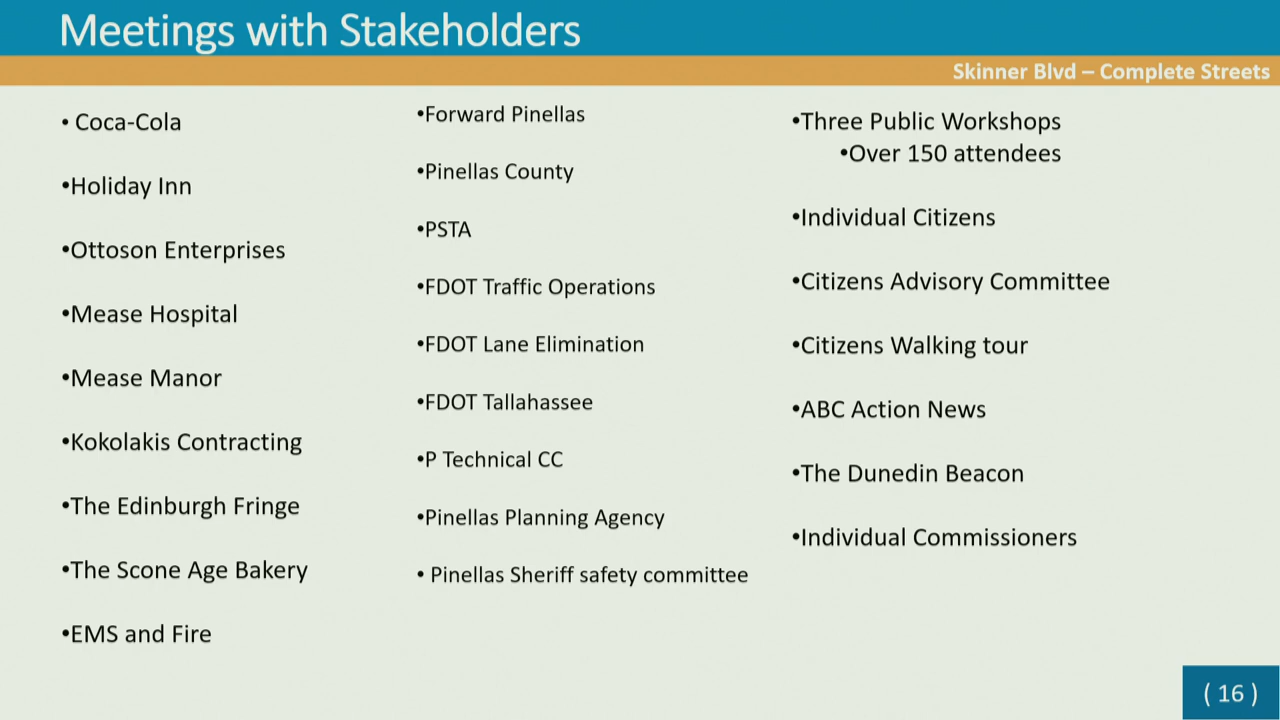 Meetings with Stakeholders
Skinner Blvd – Complete Streets
• Coca-Cola
•Holiday Inn
•Ottoson Enterprises
•Mease Hospital
•Mease Manor
•Kokolakis Contracting
•The Edinburgh Fringe
•The Scone Age Bakery
•EMS and Fire
•Forward Pinellas
•Pinellas County
•PSTA
•FDOT Traffic Operations
•FDOT Lane Elimination
•FDOT Tallahassee
•P Technical CC
•Pinellas Planning Agency
• Pinellas Sheriff safety committee
•Three Public Workshops
•Over 150 attendees
•Individual Citizens
•Citizens Advisory Committee
•Citizens Walking tour
•ABC Action News
•The Dunedin Beacon
•Individual Commissioners
( 16 )